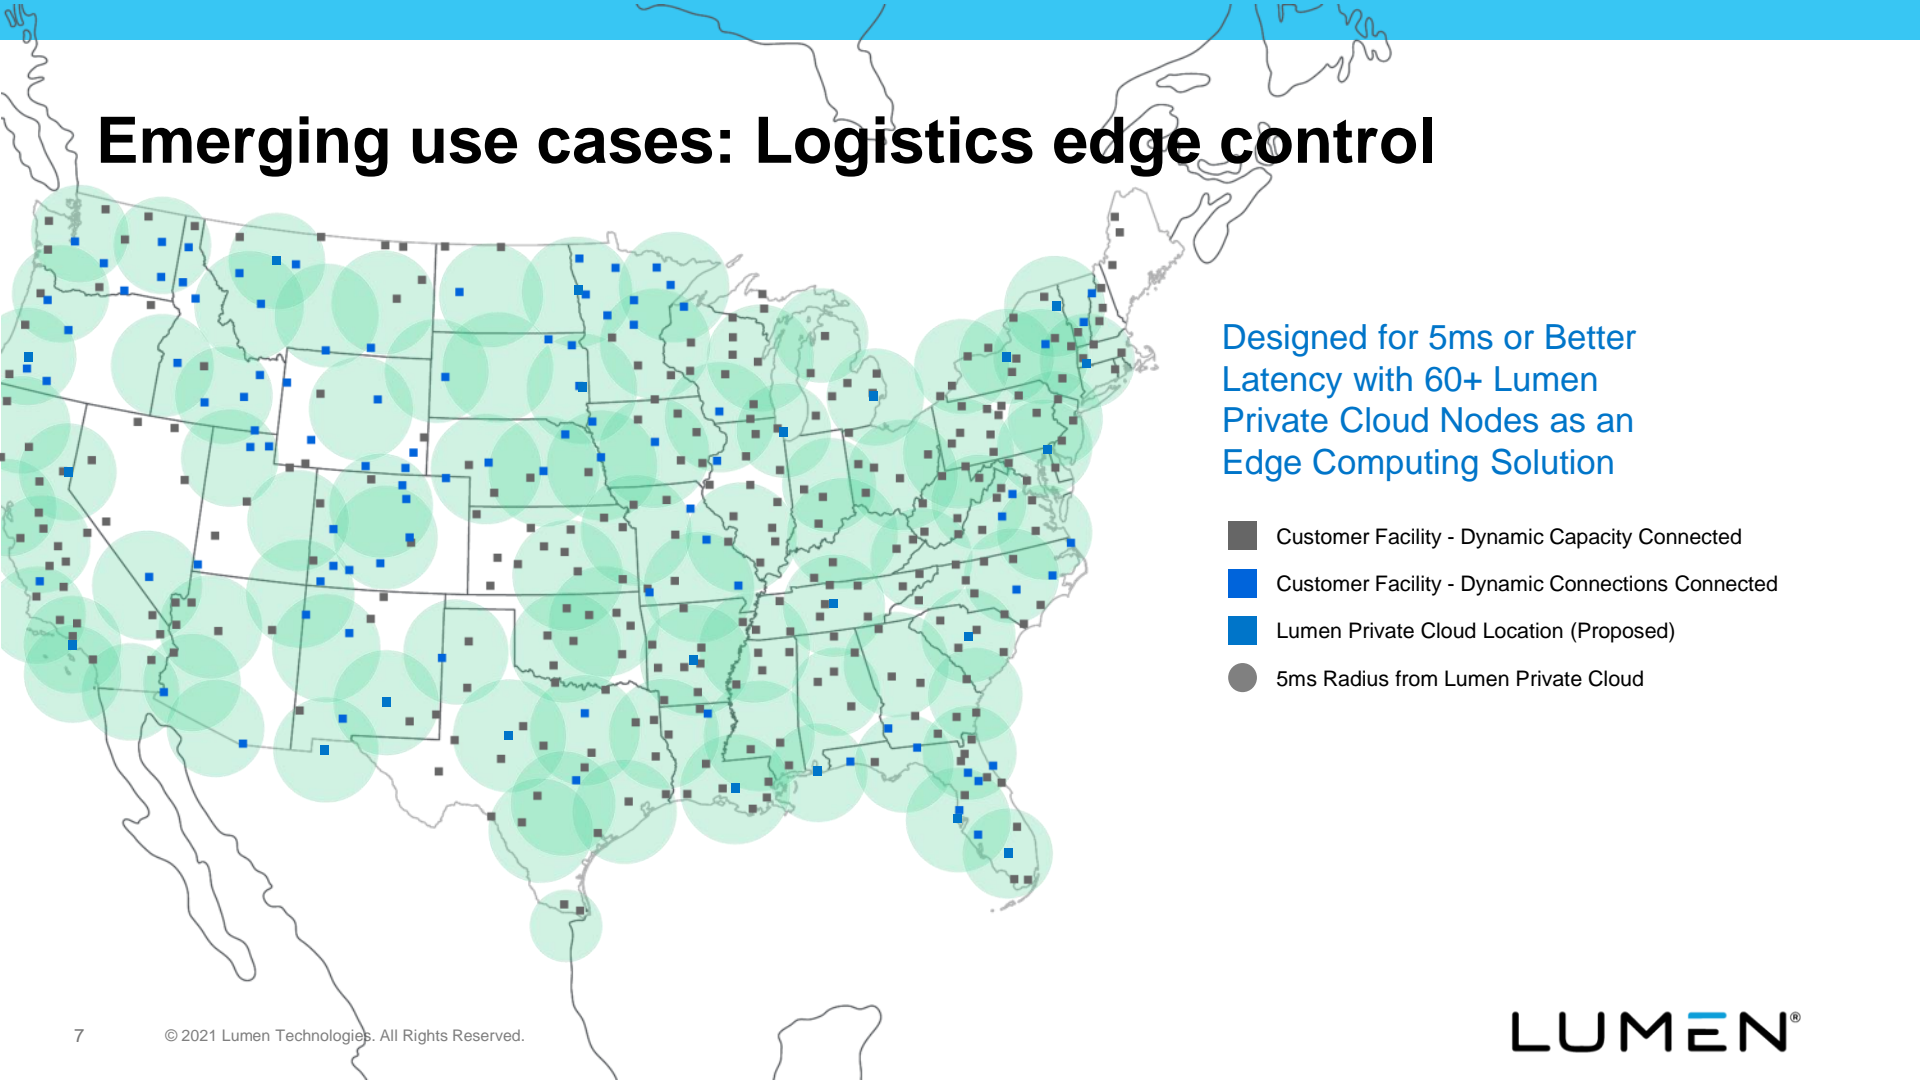 Emerging use cases: Logistics edge control
Designed for 5ms or Better
Latency with 60+ Lumen
Private Cloud Nodes as an
Edge Computing Solution
Customer Facility - Dynamic Capacity Connected
Customer Facility - Dynamic Connections Connected
Lumen Private Cloud Location (Proposed)
5ms Radius from Lumen Private Cloud
7
© 2021 Lumen Technologies. All Rights Reserved.
LUMEN®